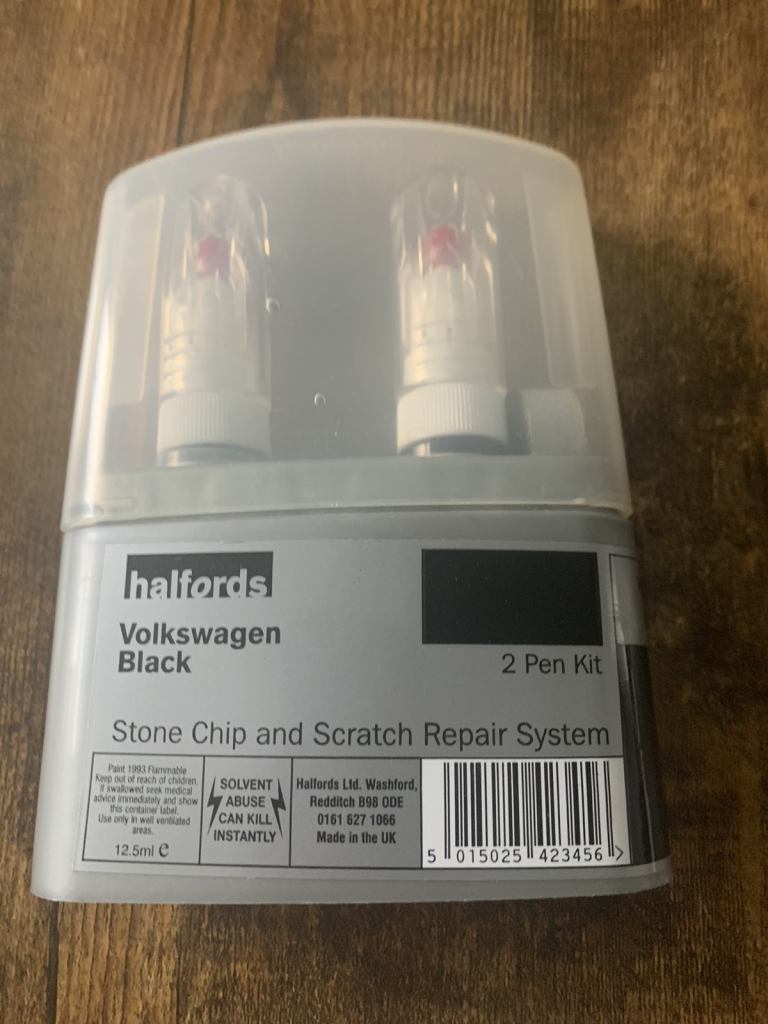 halfords
Volkswagen
Black
2 Pen Kit
Stone Chip and Scratch Repair System
Paint 1993 Flammable
Keep out of reach of children.
If swallowed seek medical
advice immediately and show
this container label.
Use only in well ventilated
areas.
12.5ml ℮
SOLVENT
ABUSE
CAN KILL
INSTANTLY
Halfords Ltd. Washford,
Redditch B98 0DE
0161 627 1066
Made in the UK
5 015025 423456 >